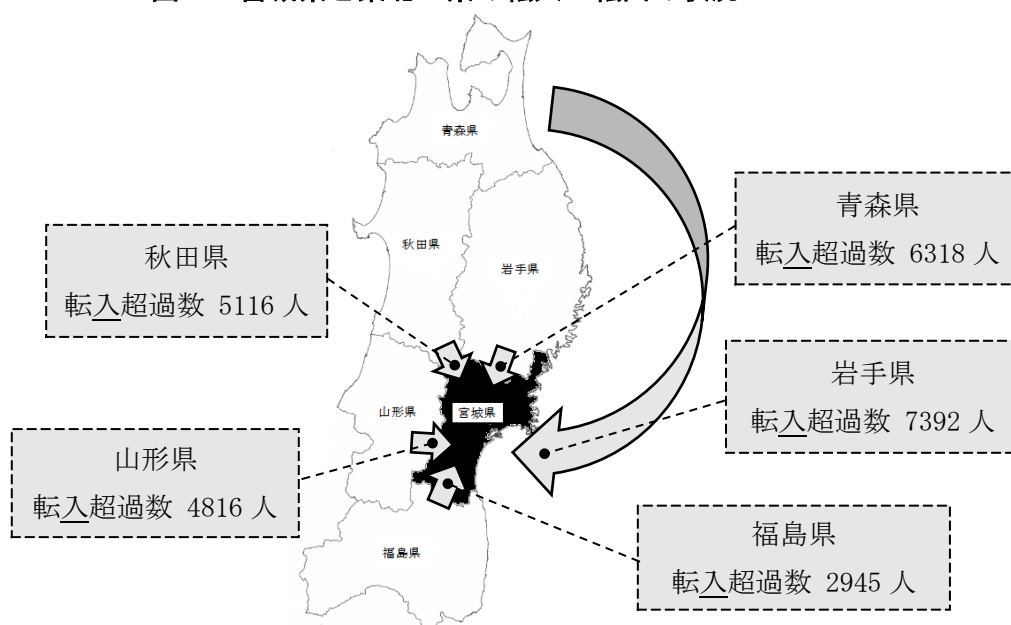 青森県
秋田県
岩手県
山形県
宮城県
福島県
秋田県
転入超過数 5116 人
青森県
転入超過数 6318 人
岩手県
転入超過数 7392 人
山形県
転入超過数 4816 人
福島県
転入超過数 2945 人